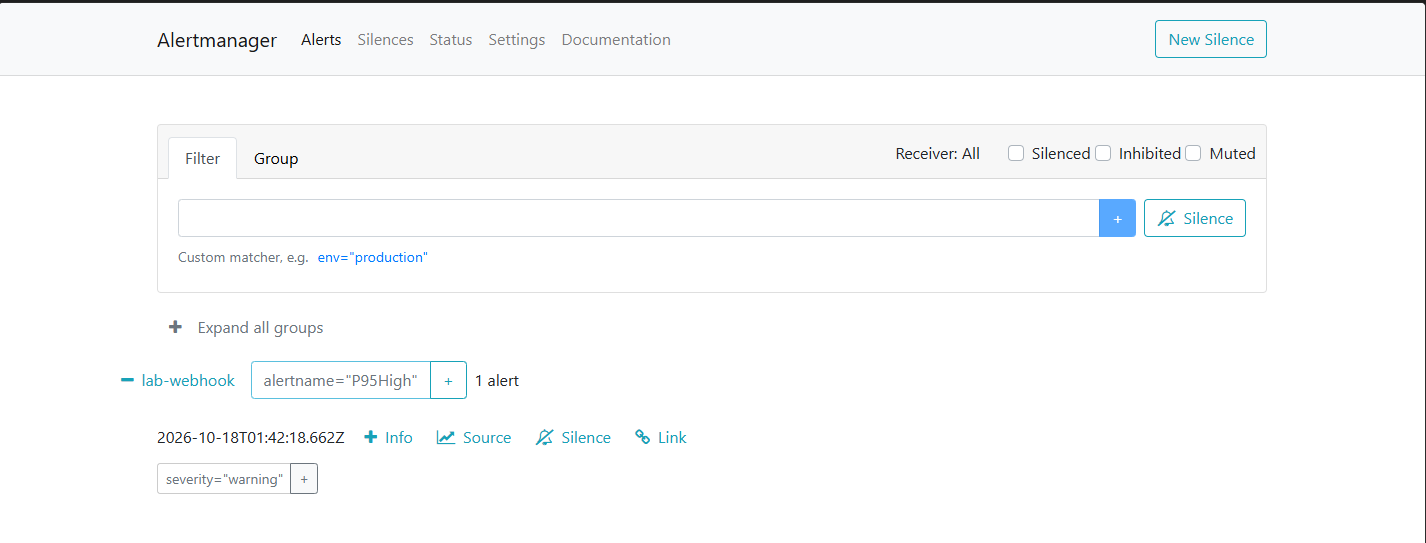 Alertmanager Alerts Silences Status Settings Documentation New Silence
Filter Group Receiver: All Silenced Inhibited Muted
+ Silence
Custom matcher, e.g. env="production"
+ Expand all groups
− lab-webhook alertname="P95High" + 1 alert
2026-10-18T01:42:18.662Z + Info Source Silence Link
severity="warning" +